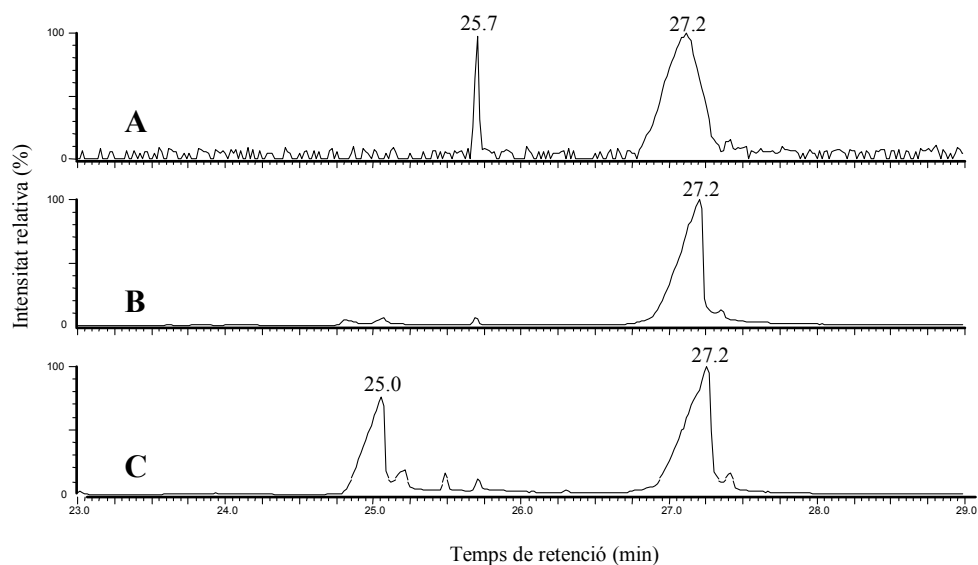 25.7 27.2
100
A
0
27.2
100
Intensitat relativa (%)
B
0
27.2
100
25.0
C
0
23.0 24.0 25.0 26.0 27.0 28.0 29.0
Temps de retenció (min)